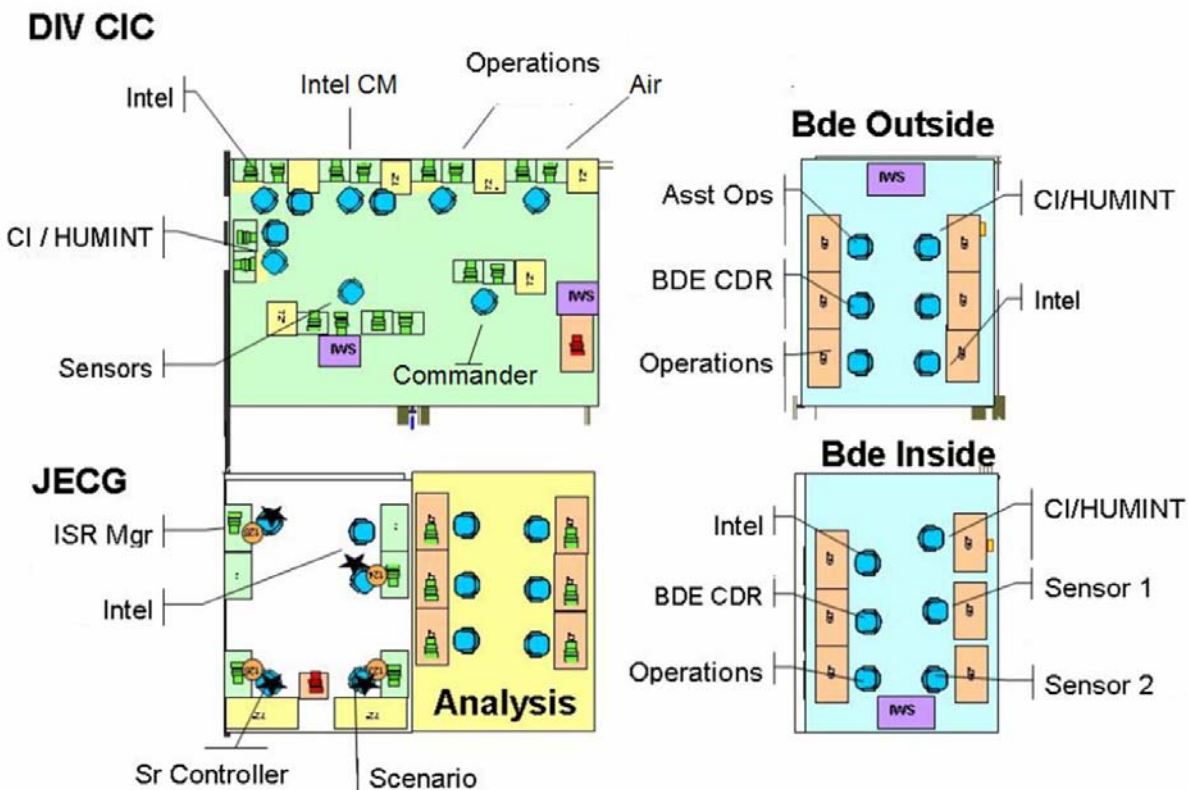 DIV CIC
Operations
Intel CM
Air
Intel
Bde Outside
IWS
Asst Ops
CI/HUMINT
CI / HUMINT
BDE CDR
Intel
IWS
IWS
Operations
Sensors
Commander
Bde Inside
JECG
CI/HUMINT
ISR Mgr
Intel
Sensor 1
BDE CDR
Intel
Operations
Sensor 2
Analysis
IWS
Sr Controller
Scenario